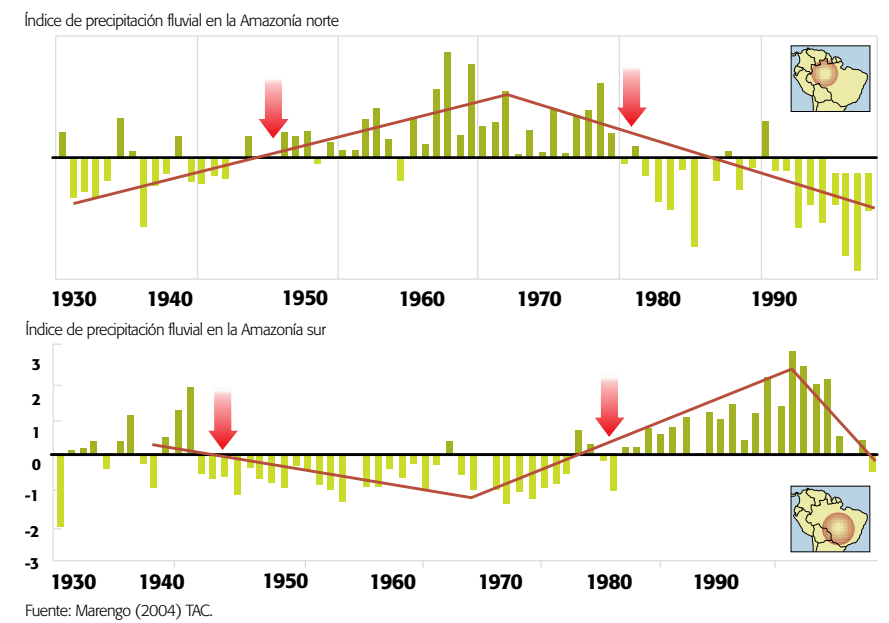 Índice de precipitación fluvial en la Amazonía norte
1930 1940 1950 1960 1970 1980 1990
Índice de precipitación fluvial en la Amazonía sur
3
2
1
0
-1
-2
-3
1930 1940 1950 1960 1970 1980 1990
Fuente: Marengo (2004) TAC.